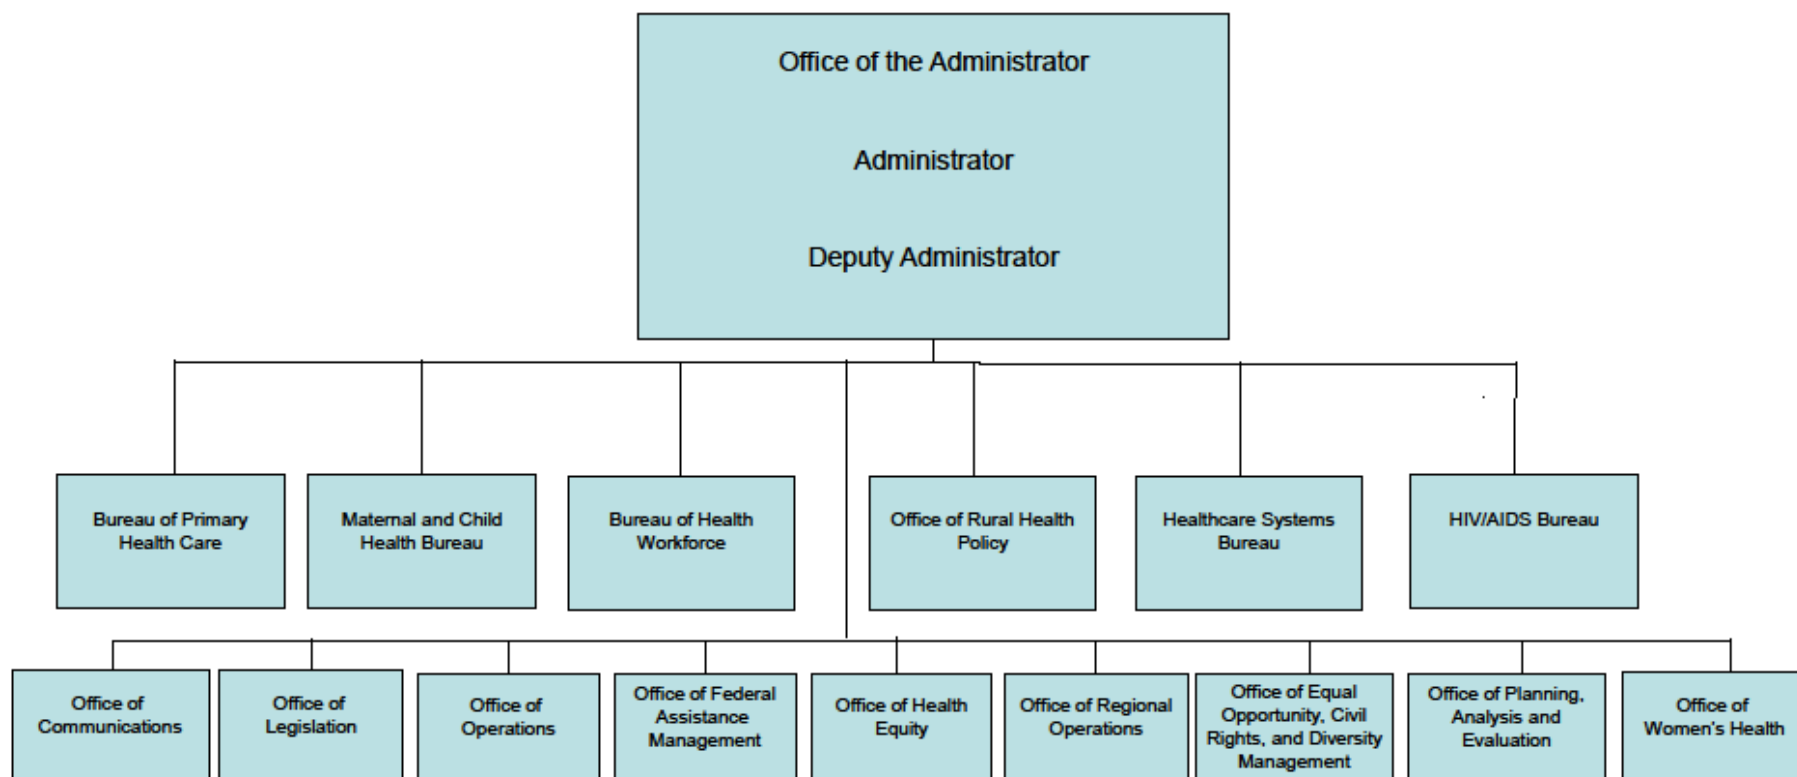 Office of the Administrator
Administrator
Deputy Administrator
Bureau of Primary
Health Care
Maternal and Child
Health Bureau
Bureau of Health
Workforce
Office of Rural Health
Policy
Healthcare Systems
Bureau
HIV/AIDS Bureau
Office of
Communications
Office of
Legislation
Office of
Operations
Office of Federal
Assistance
Management
Office of Health
Equity
Office of Regional
Operations
Office of Equal
Opportunity, Civil
Rights, and Diversity
Management
Office of Planning,
Analysis and
Evaluation
Office of
Women's Health